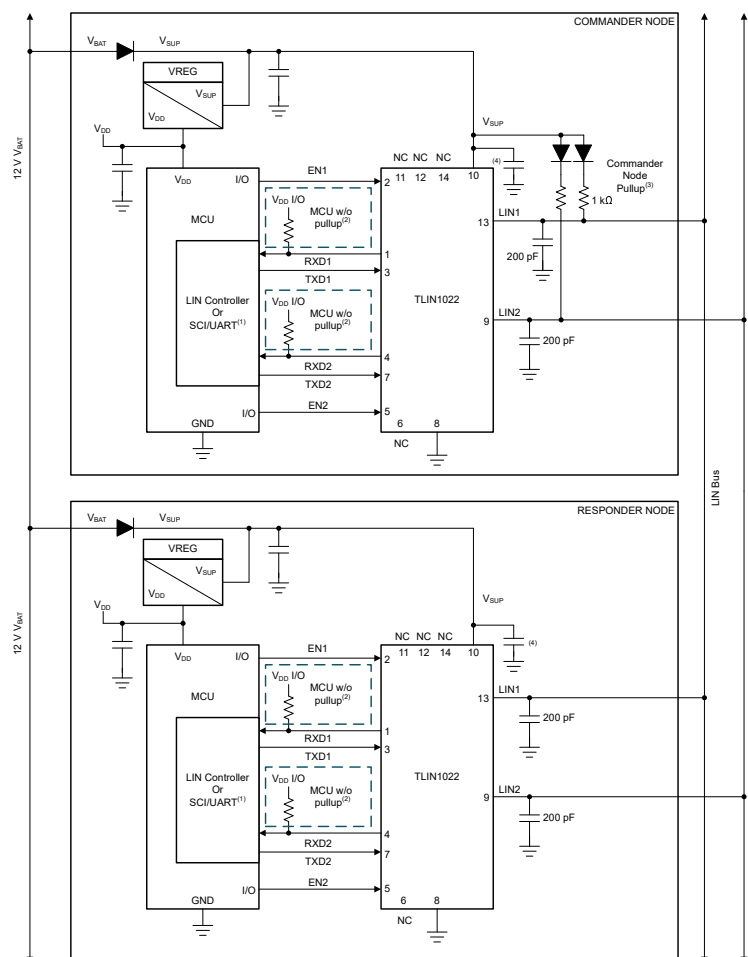 COMMANDER NODE
VBAT
VSUP
VREG
VSUP
VDD
VDD
12 V VBAT
VDD
I/O
EN1
MCU
VDD I/O
MCU w/o
pullup(2)
RXD1
TXD1
LIN Controller
Or
SCI/UART(1)
VDD I/O
MCU w/o
pullup(2)
RXD2
TXD2
I/O
EN2
GND
NC NC NC
11 12 14 10
2
1
3
4
7
5
6
8
NC
13
9
TLIN1022
VSUP
(4)
Commander
Node
Pullup(3)
1 kΩ
LIN1
200 pF
LIN2
200 pF
LIN Bus
RESPONDER NODE
VBAT
VSUP
VREG
VSUP
VDD
VDD
12 V VBAT
VDD
I/O
EN1
MCU
VDD I/O
MCU w/o
pullup(2)
RXD1
TXD1
LIN Controller
Or
SCI/UART(1)
VDD I/O
MCU w/o
pullup(2)
RXD2
TXD2
I/O
EN2
GND
NC NC NC
11 12 14 10
2
1
3
4
7
5
6
8
NC
13
9
TLIN1022
VSUP
(4)
LIN1
200 pF
LIN2
200 pF